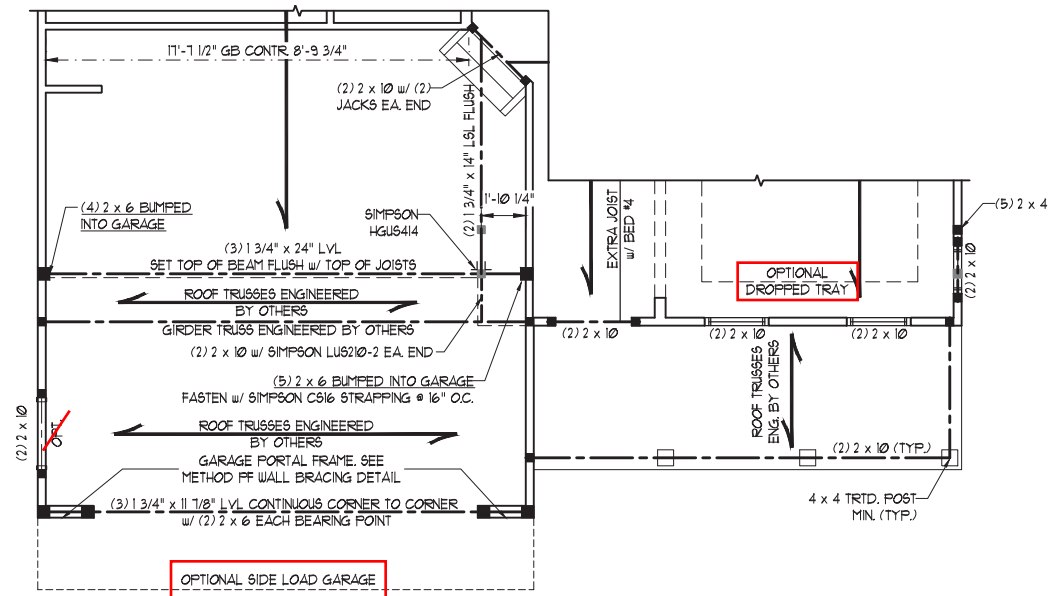 17'-7 1/2" GB CONTR. 8'-9 3/4"
(2) 2 x 10 w/ (2)
JACKS EA. END
(2) 1 3/4" x 14" LSL FLUSH
1'-10 1/4"
(4) 2 x 6 BUMPED
INTO GARAGE
SIMPSON
HGUS414
EXTRA JOIST
w/ BED #4
(5) 2 x 4
(2) 2 x 10
(3) 1 3/4" x 24" LVL
SET TOP OF BEAM FLUSH w/ TOP OF JOISTS
OPTIONAL
DROPPED TRAY
ROOF TRUSSES ENGINEERED
BY OTHERS
GIRDER TRUSS ENGINEERED BY OTHERS
(2) 2 x 10
(2) 2 x 10
(2) 2 x 10
(2) 2 x 10 w/ SIMPSON LUS210-2 EA. END
ROOF TRUSSES
ENG. BY OTHERS
(5) 2 x 6 BUMPED INTO GARAGE
FASTEN w/ SIMPSON CS16 STRAPPING @ 16" O.C.
(2) 2 x 10
OPT.
ROOF TRUSSES ENGINEERED
BY OTHERS
(2) 2 x 10 (TYP.)
GARAGE PORTAL FRAME. SEE
METHOD PF WALL BRACING DETAIL
4 x 4 TRTD. POST
MIN. (TYP.)
(3) 1 3/4" x 11 7/8" LVL CONTINUOUS CORNER TO CORNER
w/ (2) 2 x 6 EACH BEARING POINT
OPTIONAL SIDE LOAD GARAGE